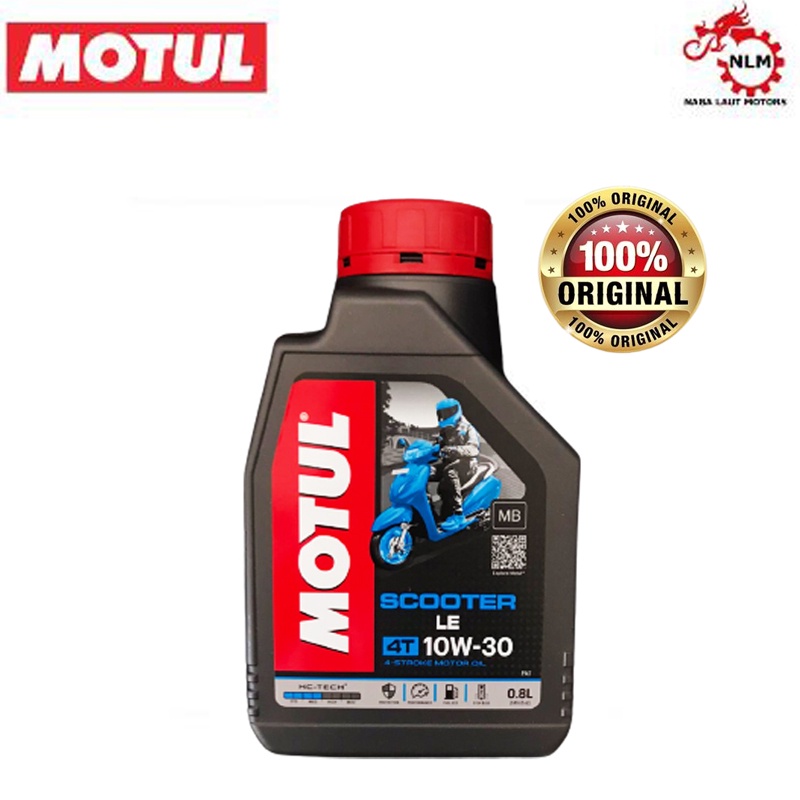 MOTUL
NLM
NABA LAUT MOTORS
100% ORIGINAL
100%
ORIGINAL
100% ORIGINAL
MOTUL®
MB
SCOOTER
LE
4T 10W-30
4-STROKE MOTOR OIL
HC-TECH®
0.8L